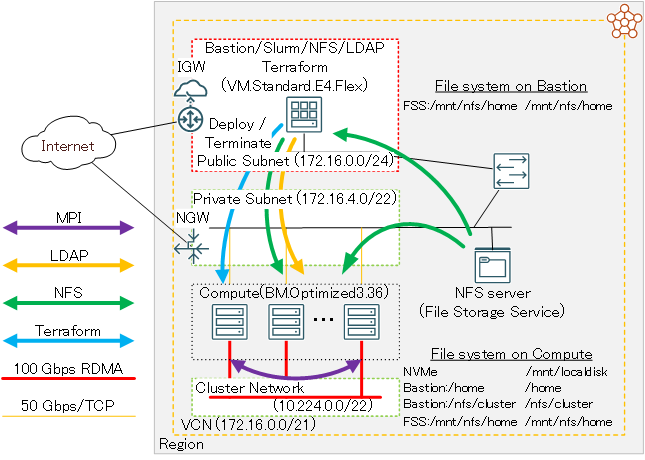 Bastion/Slurm/NFS/LDAP
Terraform
(VM.Standard.E4.Flex)
IGW
Deploy /
Terminate
Public Subnet (172.16.0.0/24)
File system on Bastion
FSS:/mnt/nfs/home /mnt/nfs/home
Internet
Private Subnet (172.16.4.0/22)
NGW
MPI
LDAP
NFS
Terraform
100 Gbps RDMA
50 Gbps/TCP
NFS server
(File Storage Service)
Compute(BM.Optimized3.36)
...
Cluster Network
(10.224.0.0/22)
VCN (172.16.0.0/21)
Region
File system on Compute
NVMe /mnt/localdisk
Bastion:/home /home
Bastion:/nfs/cluster /nfs/cluster
FSS:/mnt/nfs/home /mnt/nfs/home